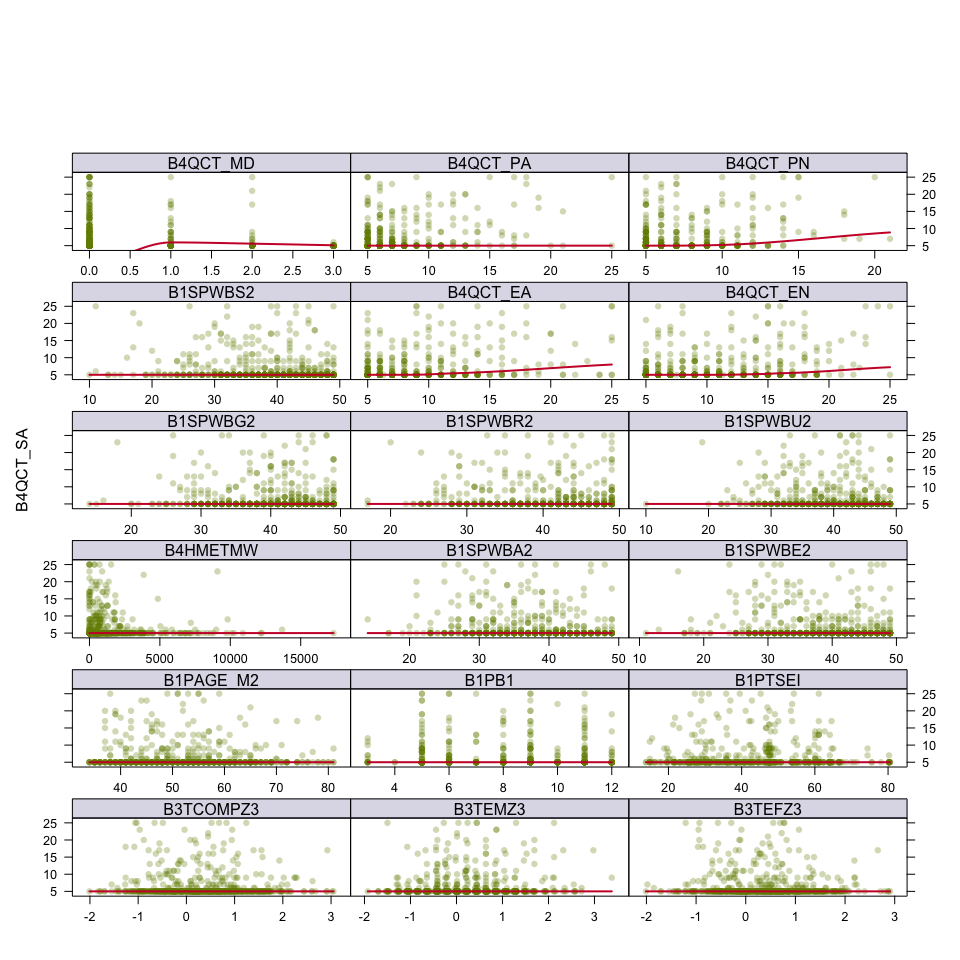 B4QCT_MD B4QCT_PA B4QCT_PN
25
20
15
10
5
0.0 0.5 1.0 1.5 2.0 2.5 3.0 5 10 15 20 25 5 10 15 20
B1SPWBS2 B4QCT_EA B4QCT_EN
25
20
15
10
5
10 20 30 40 50 5 10 15 20 25 5 10 15 20 25
B1SPWBG2 B1SPWBR2 B1SPWBU2
25
20
15
10
5
20 30 40 50 20 30 40 50 10 20 30 40 50
B4HMETMW B1SPWBA2 B1SPWBE2
25
20
15
10
5
0 5000 10000 15000 20 30 40 50 10 20 30 40 50
B1PAGE_M2 B1PB1 B1PTSEI
25
20
15
10
5
40 50 60 70 80 4 6 8 10 12 20 40 60 80
B3TCOMPZ3 B3TEMZ3 B3TEFZ3
25
20
15
10
5
-2 -1 0 1 2 3 -2 -1 0 1 2 3 -2 -1 0 1 2 3
B4QCT_SA